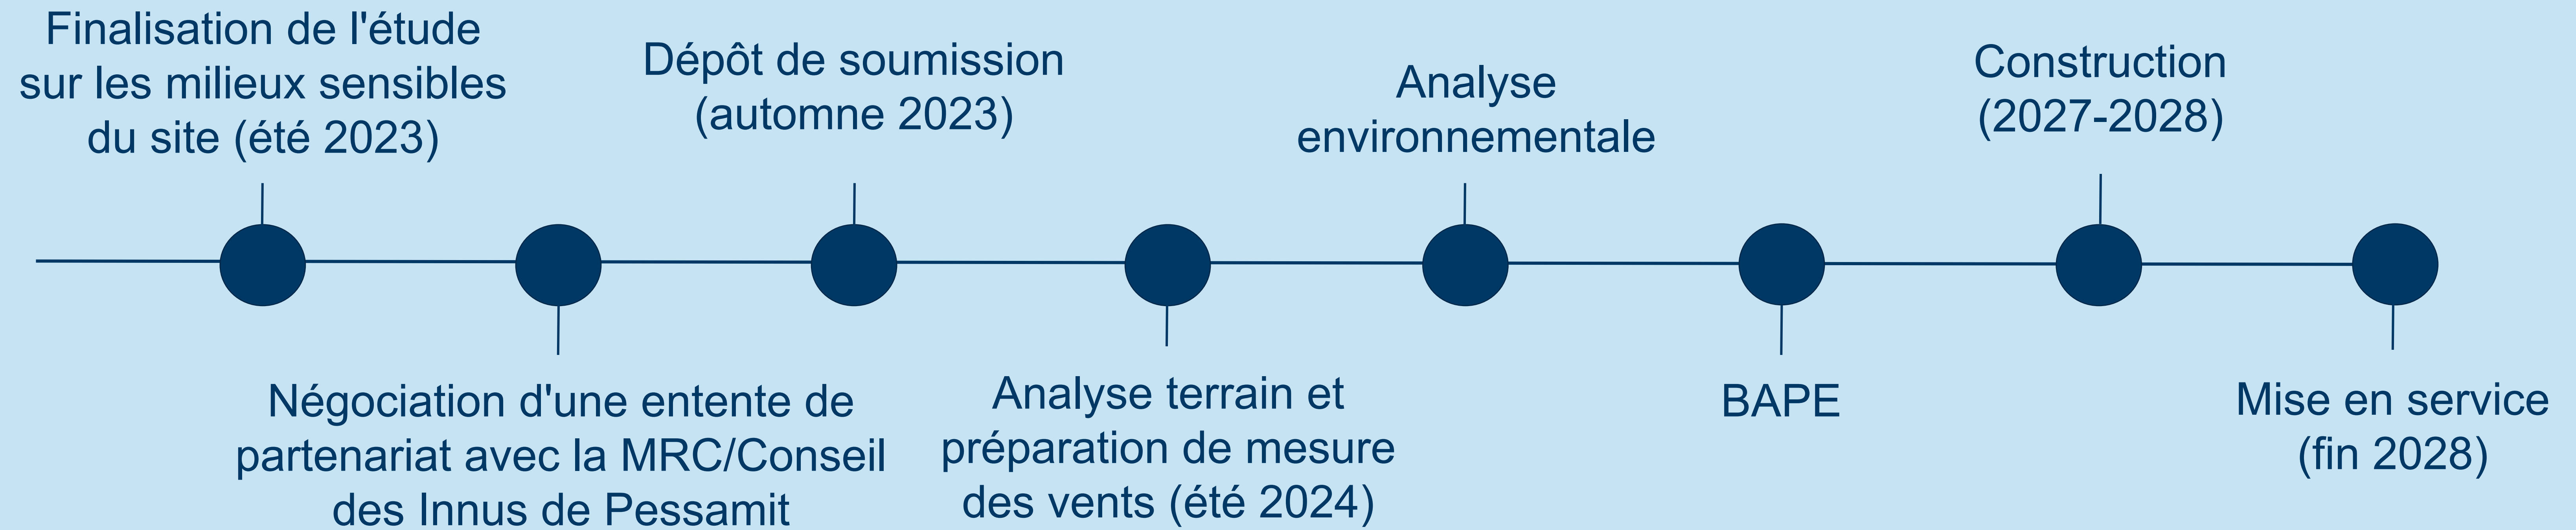 Finalisation de l'étude
sur les milieux sensibles
du site (été 2023)
Négociation d'une entente de
partenariat avec la MRC/Conseil
des Innus de Pessamit
Dépôt de soumission
(automne 2023)
Analyse terrain et
préparation de mesure
des vents (été 2024)
Analyse
environnementale
BAPE
Construction
(2027-2028)
Mise en service
(fin 2028)